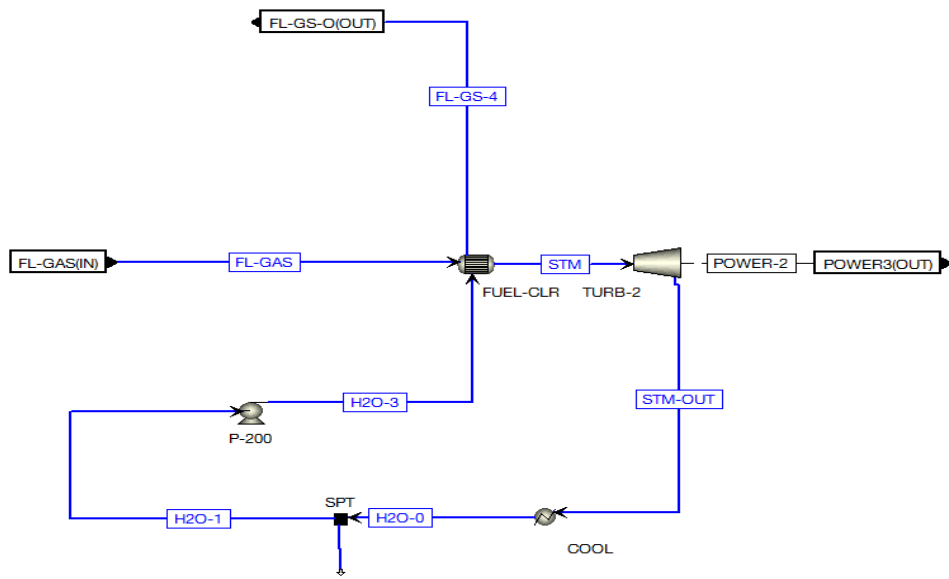 FL-GS-O(OUT)
FL-GS-4
FL-GAS(IN)
FL-GAS
STM
POWER-2
POWER3(OUT)
FUEL-CLR
TURB-2
H2O-3
STM-OUT
P-200
SPT
H2O-1
H2O-0
COOL